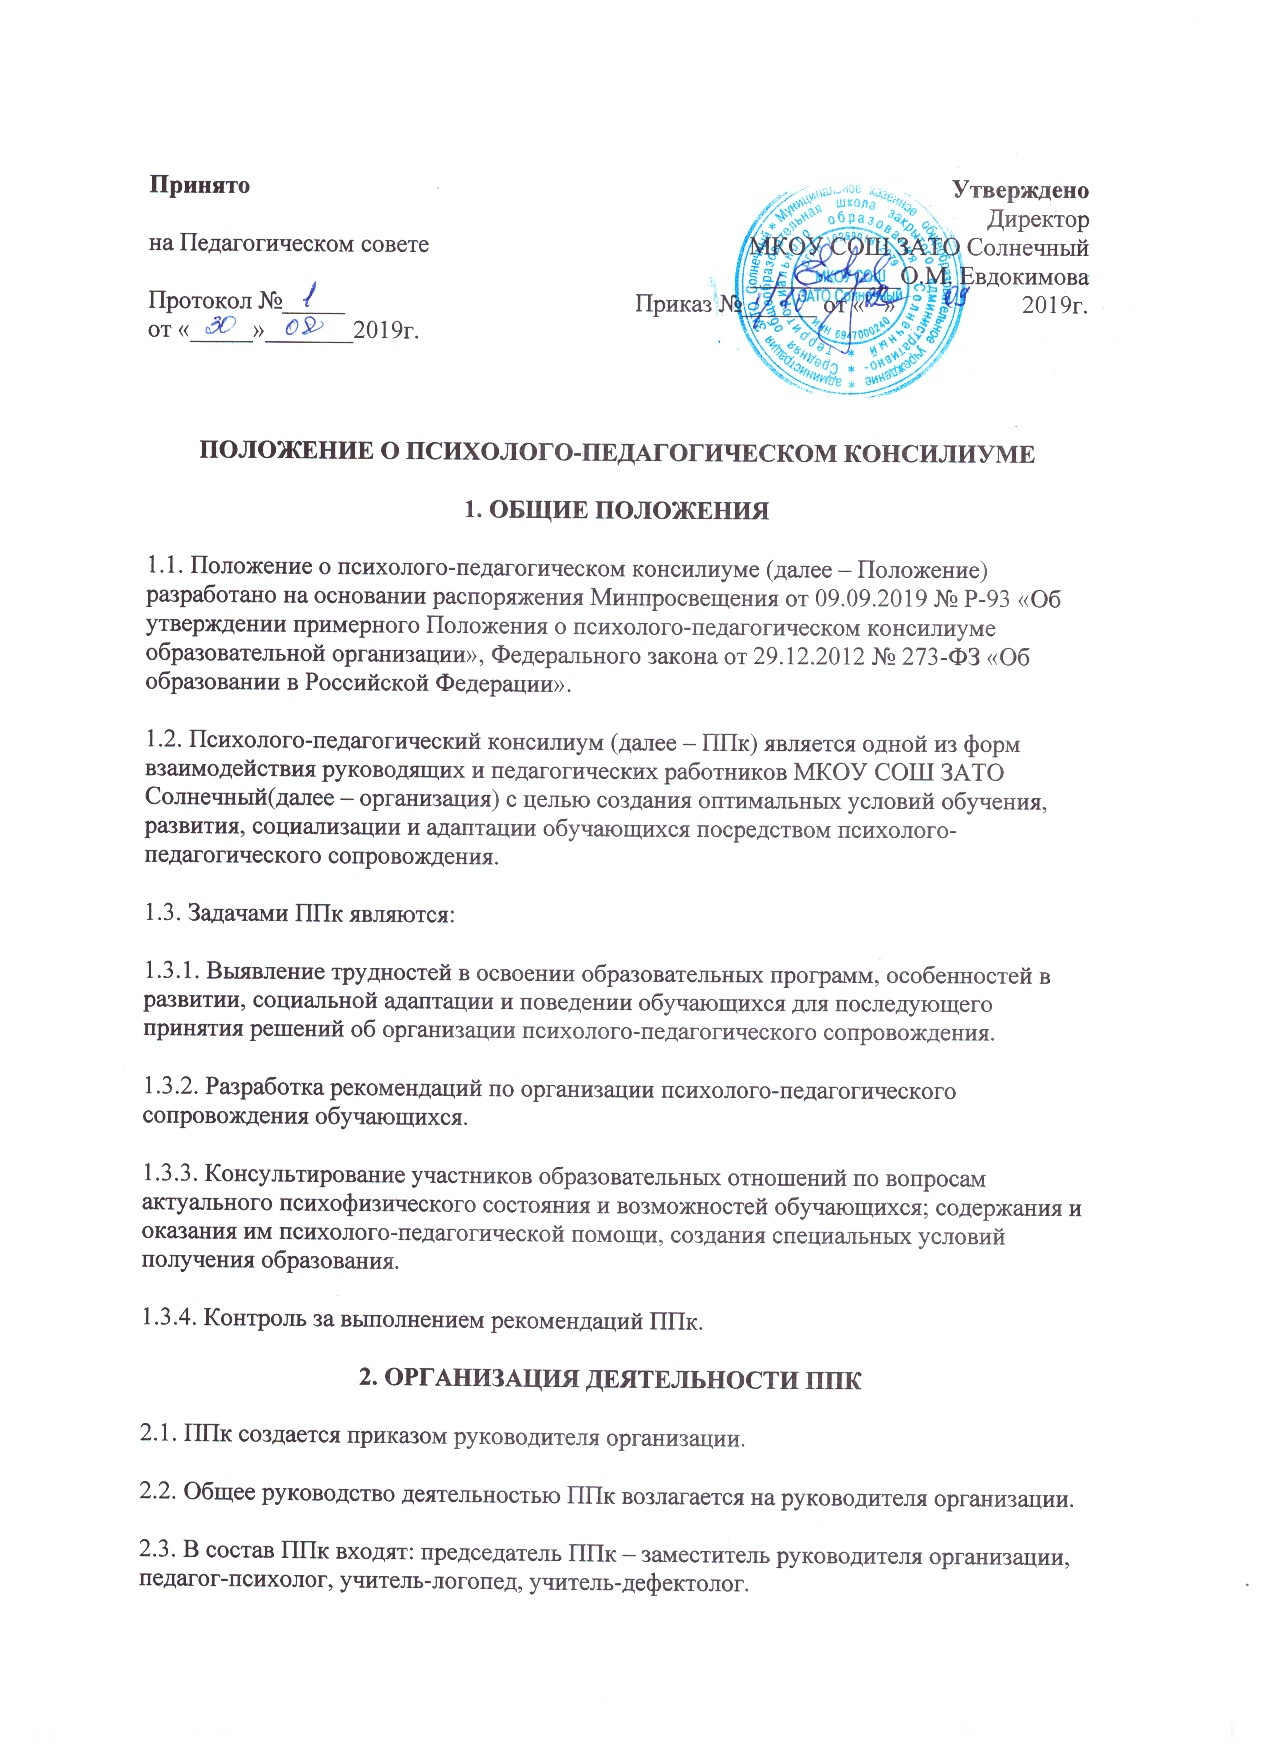 Принято
на Педагогическом совете
Протокол № 1
от « 30 » 08 2019г.
Утверждено
Директор
МКОУ СОШ ЗАТО Солнечный
О.М. Евдокимова
Приказ № от « » 09 2019г.
МКОУ СОШ
ЗАТО Солнечный
ИНН 6947000240
ПОЛОЖЕНИЕ О ПСИХОЛОГО-ПЕДАГОГИЧЕСКОМ КОНСИЛИУМЕ
1. ОБЩИЕ ПОЛОЖЕНИЯ
1.1. Положение о психолого-педагогическом консилиуме (далее – Положение)
разработано на основании распоряжения Минпросвещения от 09.09.2019 № Р-93 «Об
утверждении примерного Положения о психолого-педагогическом консилиуме
образовательной организации», Федерального закона от 29.12.2012 № 273-ФЗ «Об
образовании в Российской Федерации».
1.2. Психолого-педагогический консилиум (далее – ППк) является одной из форм
взаимодействия руководящих и педагогических работников МКОУ СОШ ЗАТО
Солнечный(далее – организация) с целью создания оптимальных условий обучения,
развития, социализации и адаптации обучающихся посредством психолого-
педагогического сопровождения.
1.3. Задачами ППк являются:
1.3.1. Выявление трудностей в освоении образовательных программ, особенностей в
развитии, социальной адаптации и поведении обучающихся для последующего
принятия решений об организации психолого-педагогического сопровождения.
1.3.2. Разработка рекомендаций по организации психолого-педагогического
сопровождения обучающихся.
1.3.3. Консультирование участников образовательных отношений по вопросам
актуального психофизического состояния и возможностей обучающихся; содержания и
оказания им психолого-педагогической помощи, создания специальных условий
получения образования.
1.3.4. Контроль за выполнением рекомендаций ППк.
2. ОРГАНИЗАЦИЯ ДЕЯТЕЛЬНОСТИ ППК
2.1. ППк создается приказом руководителя организации.
2.2. Общее руководство деятельностью ППк возлагается на руководителя организации.
2.3. В состав ППк входят: председатель ППк – заместитель руководителя организации,
педагог-психолог, учитель-логопед, учитель-дефектолог.